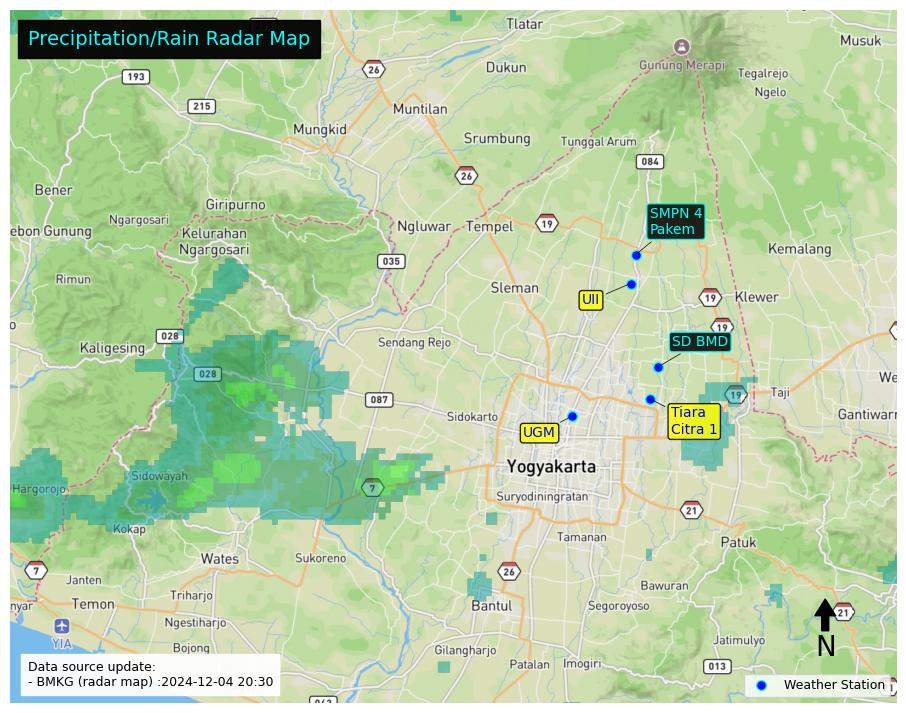 Precipitation/Rain Radar Map
Tlatar
Musuk
26
Gunung Merapi
Dukun
Tegalrejo
193
Ngelo
215
Muntilan
Mungkid
Srumbung
Tunggal Arum
084
26
Bener
Giripurno
Ngargosari
SMPN 4
Pakem
ebon Gunung
Kelurahan
Ngargosari
Ngluwar
Tempel
19
Kemalang
035
Rimun
Sleman
UII
19
Klewer
028
19
Kaligesing
Sendang Rejo
SD BMD
028
We
087
19
Taji
Sidokarto
Tiara
Citra 1
Gantiwarn
UGM
Yogyakarta
Sidowayah
Hargorojo
7
Suryodiningratan
21
Kokap
Tamanan
Patuk
Wates
Sukoreno
7
26
Janten
Bawuran
Triharjo
nyar
Temon
Bantul
Segoroyoso
21
Ngestiharjo
YIA
Bojong
Jatimulyo
N
Gilangharjo
Patalan
Imogiri
013
Data source update:
- BMKG (radar map) :2024-12-04 20:30
Weather Station